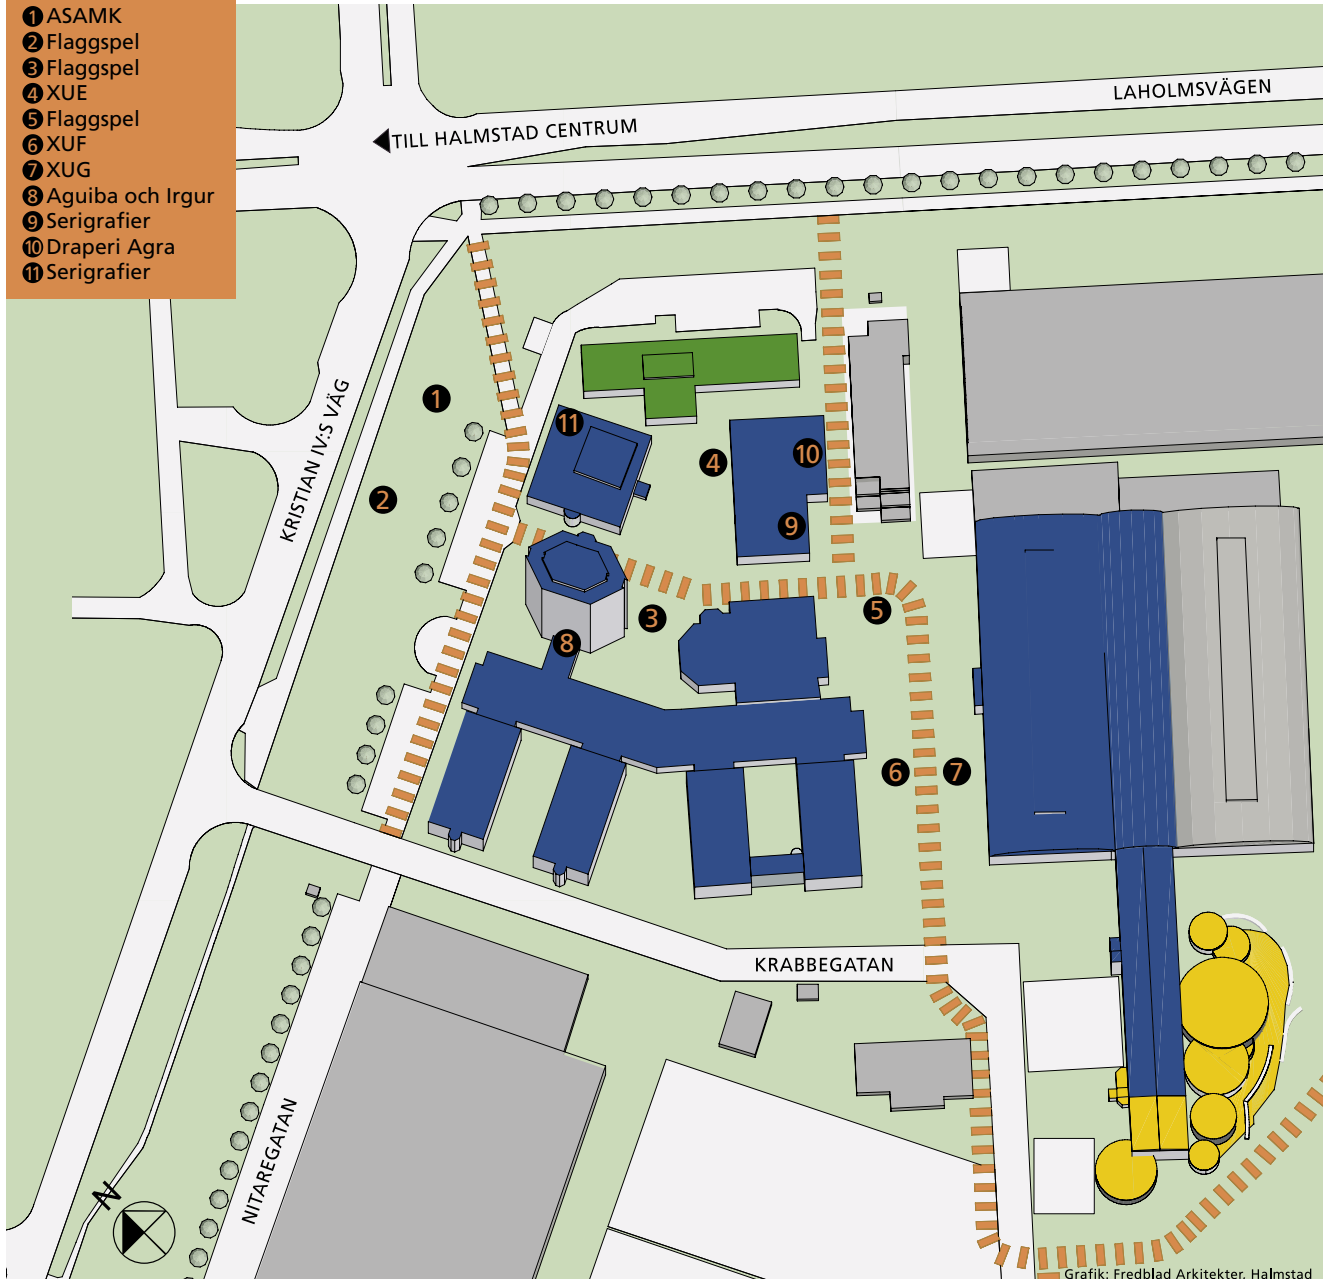 1 ASAMK
2 Flaggspel
3 Flaggspel
4 XUE
5 Flaggspel
6 XUF
7 XUG
8 Aguiba och Irgur
9 Serigrafier
10 Draperi Agra
11 Serigrafier
LAHOLMSVÄGEN
TILL HALMSTAD CENTRUM
KRISTIAN IV:S VÄG
1
11
10
4
2
9
5
3
8
6
7
KRABBEGATAN
NITAREGATAN
N
Grafik: Fredblad Arkitekter, Halmstad